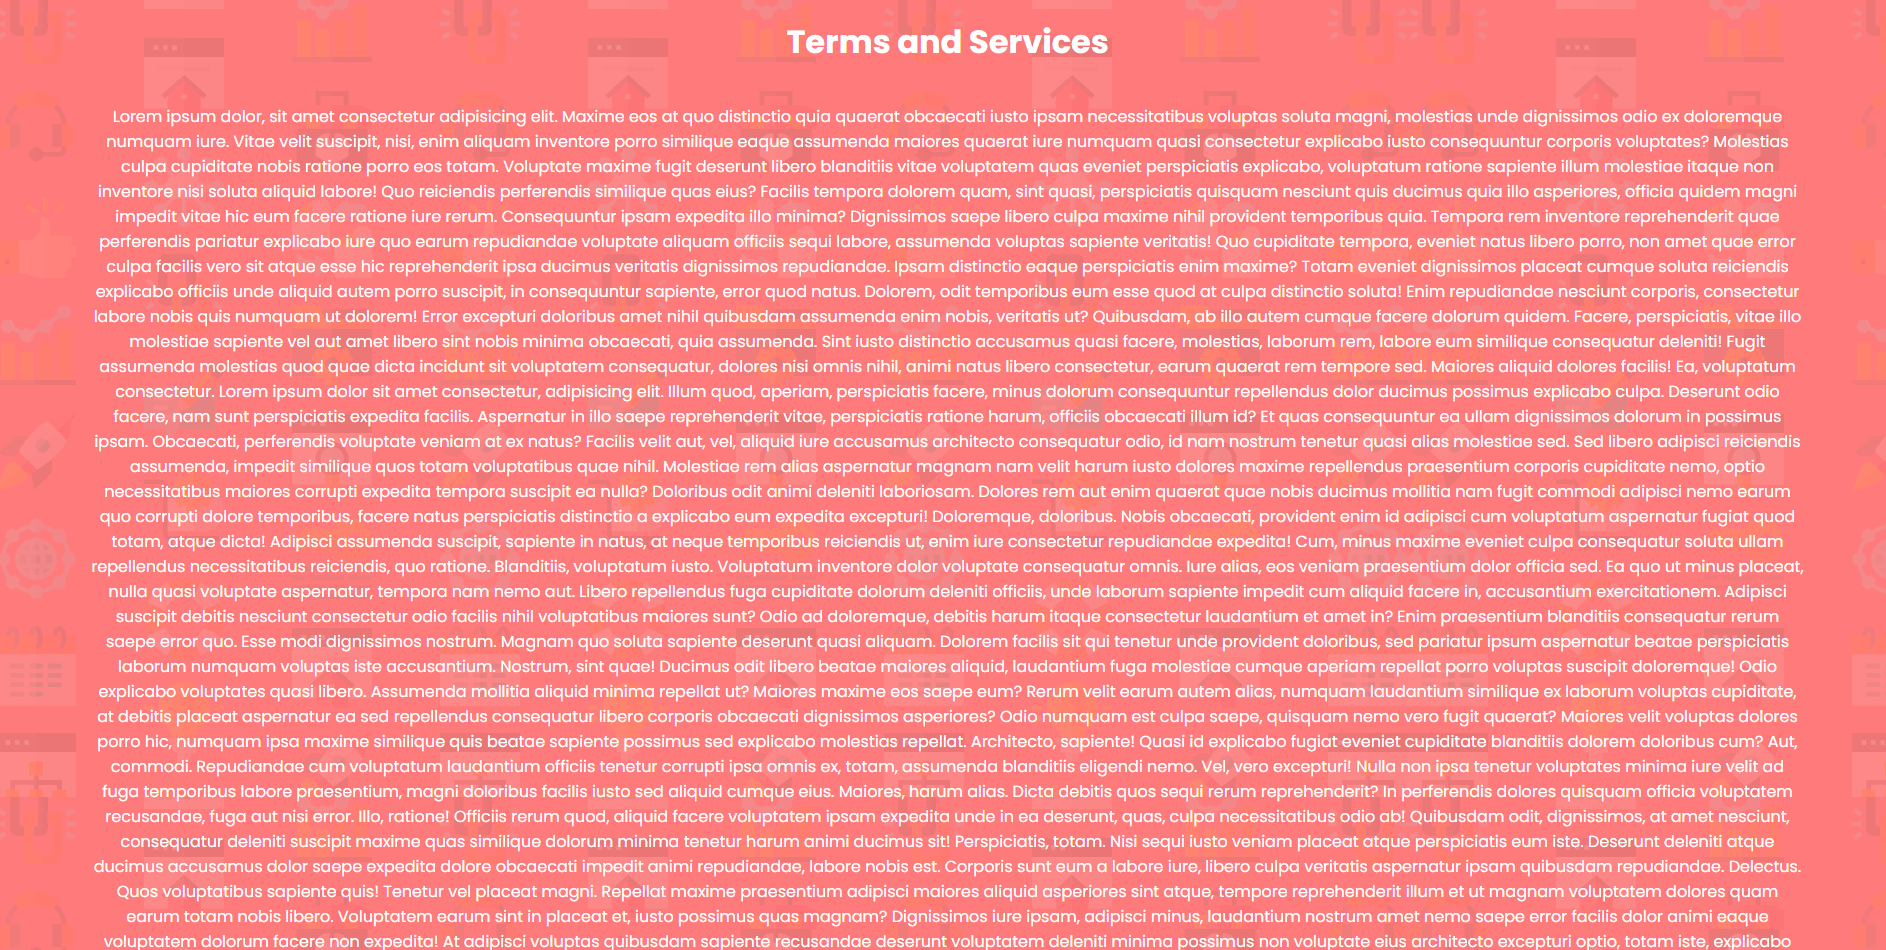 Terms and Services
Lorem ipsum dolor, sit amet consectetur adipisicing elit. Maxime eos at quo distinctio quia quaerat obcaecati iusto ipsam necessitatibus voluptas soluta magni, molestias unde dignissimos odio ex doloremque
numquam iure. Vitae velit suscipit, nisi, enim aliquam inventore porro similique eaque assumenda maiores quaerat iure numquam quasi consectetur explicabo iusto consequuntur corporis voluptates? Molestias
culpa cupiditate nobis ratione porro eos totam. Voluptate maxime fugit deserunt libero blanditiis vitae voluptatem quas eveniet perspiciatis explicabo, voluptatum ratione sapiente illum molestiae itaque non
inventore nisi soluta aliquid labore! Quo reiciendis perferendis similique quas eius? Facilis tempora dolorem quam, sint quasi, perspiciatis quisquam nesciunt quis ducimus quia illo asperiores, officia quidem magni
impedit vitae hic eum facere ratione iure rerum. Consequuntur ipsam expedita illo minima? Dignissimos saepe libero culpa maxime nihil provident temporibus quia. Tempora rem inventore reprehenderit quae
perferendis pariatur explicabo iure quo earum repudiandae voluptate aliquam officiis sequi labore, assumenda voluptas sapiente veritatis! Quo cupiditate tempora, eveniet natus libero porro, non amet quae error
culpa facilis vero sit atque esse hic reprehenderit ipsa ducimus veritatis dignissimos repudiandae. Ipsam distinctio eaque perspiciatis enim maxime? Totam eveniet dignissimos placeat cumque soluta reiciendis
explicabo officiis unde aliquid autem porro suscipit, in consequuntur sapiente, error quod natus. Dolorem, odit temporibus eum esse quod at culpa distinctio soluta! Enim repudiandae nesciunt corporis, consectetur
labore nobis quis numquam ut dolorem! Error excepturi doloribus amet nihil quibusdam assumenda enim nobis, veritatis ut? Quibusdam, ab illo autem cumque facere dolorum quidem. Facere, perspiciatis, vitae illo
molestiae sapiente vel aut amet libero sint nobis minima obcaecati, quia assumenda. Sint iusto distinctio accusamus quasi facere, molestias, laborum rem, labore eum similique consequatur deleniti! Fugit
assumenda molestias quod quae dicta incidunt sit voluptatem consequatur, dolores nisi omnis nihil, animi natus libero consectetur, earum quaerat rem tempore sed. Maiores aliquid dolores facilis! Ea, voluptatum
consectetur. Lorem ipsum dolor sit amet consectetur, adipisicing elit. Illum quod, aperiam, perspiciatis facere, minus dolorum consequuntur repellendus dolor ducimus possimus explicabo culpa. Deserunt odio
facere, nam sunt perspiciatis expedita facilis. Aspernatur in illo saepe reprehenderit vitae, perspiciatis ratione harum, officiis obcaecati illum id? Et quas consequuntur ea ullam dignissimos dolorum in possimus
ipsam. Obcaecati, perferendis voluptate veniam at ex natus? Facilis velit aut, vel, aliquid iure accusamus architecto consequatur odio, id nam nostrum tenetur quasi alias molestiae sed. Sed libero adipisci reiciendis
assumenda, impedit similique quos totam voluptatibus quae nihil. Molestiae rem alias aspernatur magnam nam velit harum iusto dolores maxime repellendus praesentium corporis cupiditate nemo, optio
necessitatibus maiores corrupti expedita tempora suscipit ea nulla? Doloribus odit animi deleniti laboriosam. Dolores rem aut enim quaerat quae nobis ducimus mollitia nam fugit commodi adipisci nemo earum
quo corrupti dolore temporibus, facere natus perspiciatis distinctio a explicabo eum expedita excepturi! Doloremque, doloribus. Nobis obcaecati, provident enim id adipisci cum voluptatum aspernatur fugiat quod
totam, atque dicta! Adipisci assumenda suscipit, sapiente in natus, at neque temporibus reiciendis ut, enim iure consectetur repudiandae expedita! Cum, minus maxime eveniet culpa consequatur soluta ullam
repellendus necessitatibus reiciendis, quo ratione. Blanditiis, voluptatum iusto. Voluptatum inventore dolor voluptate consequatur omnis. Iure alias, eos veniam praesentium dolor officia sed. Ea quo ut minus placeat,
nulla quasi voluptate aspernatur, tempora nam nemo aut. Libero repellendus fuga cupiditate dolorum deleniti officiis, unde laborum sapiente impedit cum aliquid facere in, accusantium exercitationem. Adipisci
suscipit debitis nesciunt consectetur odio facilis nihil voluptatibus maiores sunt? Odio ad doloremque, debitis harum itaque consectetur laudantium et amet in? Enim praesentium blanditiis consequatur rerum
saepe error quo. Esse modi dignissimos nostrum. Magnam quo soluta sapiente deserunt quasi aliquam. Dolorem facilis sit qui tenetur unde provident doloribus, sed pariatur ipsum aspernatur beatae perspiciatis
laborum numquam voluptas iste accusantium. Nostrum, sint quae! Ducimus odit libero beatae maiores aliquid, laudantium fuga molestiae cumque aperiam repellat porro voluptas suscipit doloremque! Odio
explicabo voluptates quasi libero. Assumenda mollitia aliquid minima repellat ut? Maiores maxime eos saepe eum? Rerum velit earum autem alias, numquam laudantium similique ex laborum voluptas cupiditate,
at debitis placeat aspernatur ea sed repellendus consequatur libero corporis obcaecati dignissimos asperiores? Odio numquam est culpa saepe, quisquam nemo vero fugit quaerat? Maiores velit voluptas dolores
porro hic, numquam ipsa maxime similique quis beatae sapiente possimus sed explicabo molestias repellat. Architecto, sapiente! Quasi id explicabo fugiat eveniet cupiditate blanditiis dolorem doloribus cum? Aut,
commodi. Repudiandae cum voluptatum laudantium officiis tenetur corrupti ipsa omnis ex, totam, assumenda blanditiis eligendi nemo. Vel, vero excepturi! Nulla non ipsa tenetur voluptates minima iure velit ad
fuga temporibus labore praesentium, magni doloribus facilis iusto sed aliquid cumque eius. Maiores, harum alias. Dicta debitis quos sequi rerum reprehenderit? In perferendis dolores quisquam officia voluptatem
recusandae, fuga aut nisi error. Illo, ratione! Officiis rerum quod, aliquid facere voluptatem ipsam expedita unde in ea deserunt, quas, culpa necessitatibus odio ab! Quibusdam odit, dignissimos, at amet nesciunt,
consequatur deleniti suscipit maxime quas similique dolorum minima tenetur harum animi ducimus sit! Perspiciatis, totam. Nisi sequi iusto veniam placeat atque perspiciatis eum iste. Deserunt deleniti atque
ducimus accusamus dolor saepe expedita dolore obcaecati impedit animi repudiandae, labore nobis est. Corporis sunt eum a labore iure, libero culpa veritatis aspernatur ipsam quibusdam repudiandae. Delectus.
Quos voluptatibus sapiente quis! Tenetur vel placeat magni. Repellat maxime praesentium adipisci maiores aliquid asperiores sint atque, tempore reprehenderit illum et ut magnam voluptatem dolores quam
earum totam nobis libero. Voluptatem earum sint in placeat et, iusto possimus quas magnam? Dignissimos iure ipsam, adipisci minus, laudantium nostrum amet nemo saepe error facilis dolor animi eaque
voluptatem dolorum facere non expedita! At adipisci voluptas quibusdam sapiente recusandae deserunt voluptatem deleniti minima possimus non voluptate eius architecto excepturi optio, totam iste, explicabo